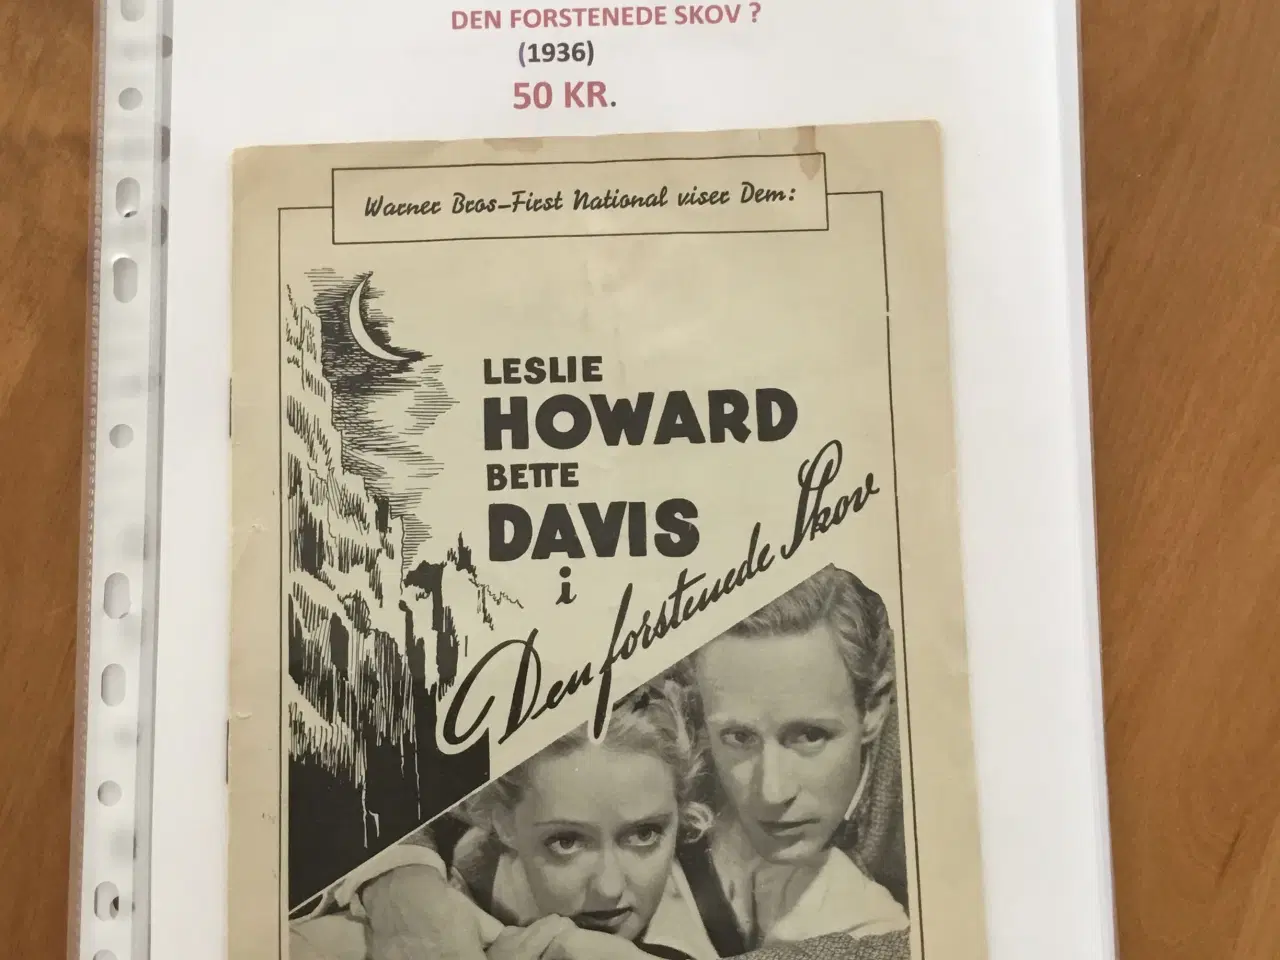 DEN FORSTENEDE SKOV ?
(1936)
50 KR.
Warner Bros-First National viser Dem:
LESLIE
HOWARD
BETTE
DAVIS
i
Den forstenede Skov